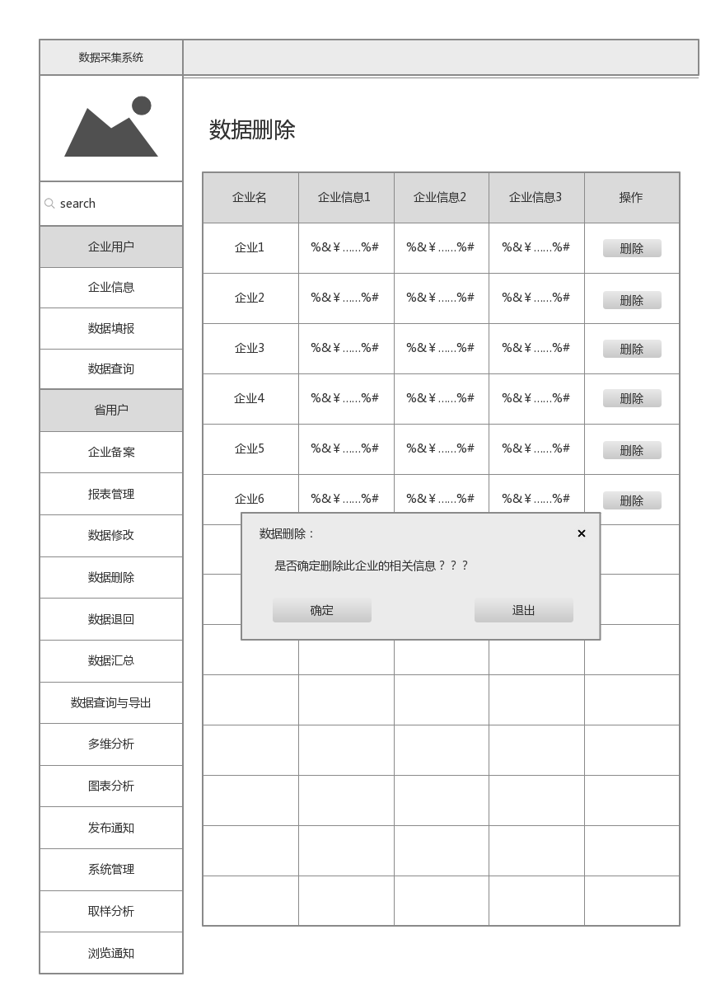 数据采集系统
search
企业用户
企业信息
数据填报
数据查询
省用户
企业备案
报表管理
数据修改
数据删除
数据退回
数据汇总
数据查询与导出
多维分析
图表分析
发布通知
系统管理
取样分析
浏览通知
数据删除
企业名 企业信息1 企业信息2 企业信息3 操作
企业1 %&¥……%# %&¥……%# %&¥……%# 删除
企业2 %&¥……%# %&¥……%# %&¥……%# 删除
企业3 %&¥……%# %&¥……%# %&¥……%# 删除
企业4 %&¥……%# %&¥……%# %&¥……%# 删除
企业5 %&¥……%# %&¥……%# %&¥……%# 删除
企业6 %&¥……%# %&¥……%# %&¥……%# 删除
数据删除：
是否确定删除此企业的相关信息？？？
确定 退出